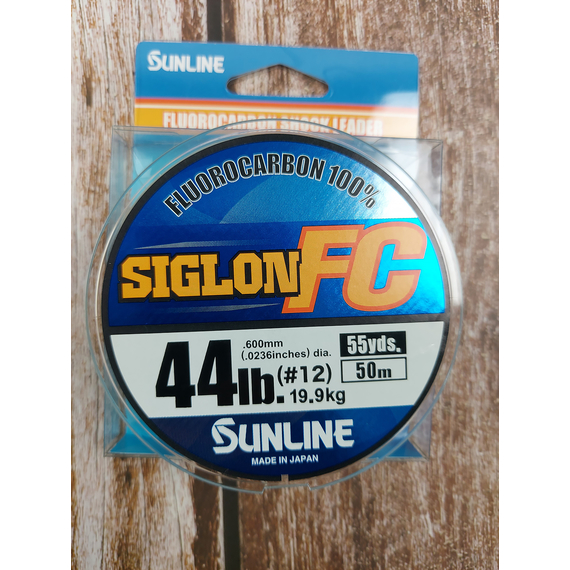 SUNLINE
FLUOROCARBON SHOCK LEADER
FLUOROCARBON 100%
SIGLON FC
.600mm
(.0236inches) dia.
55yds.
50m
44lb.
(#12)
19.9kg
SUNLINE
MADE IN JAPAN